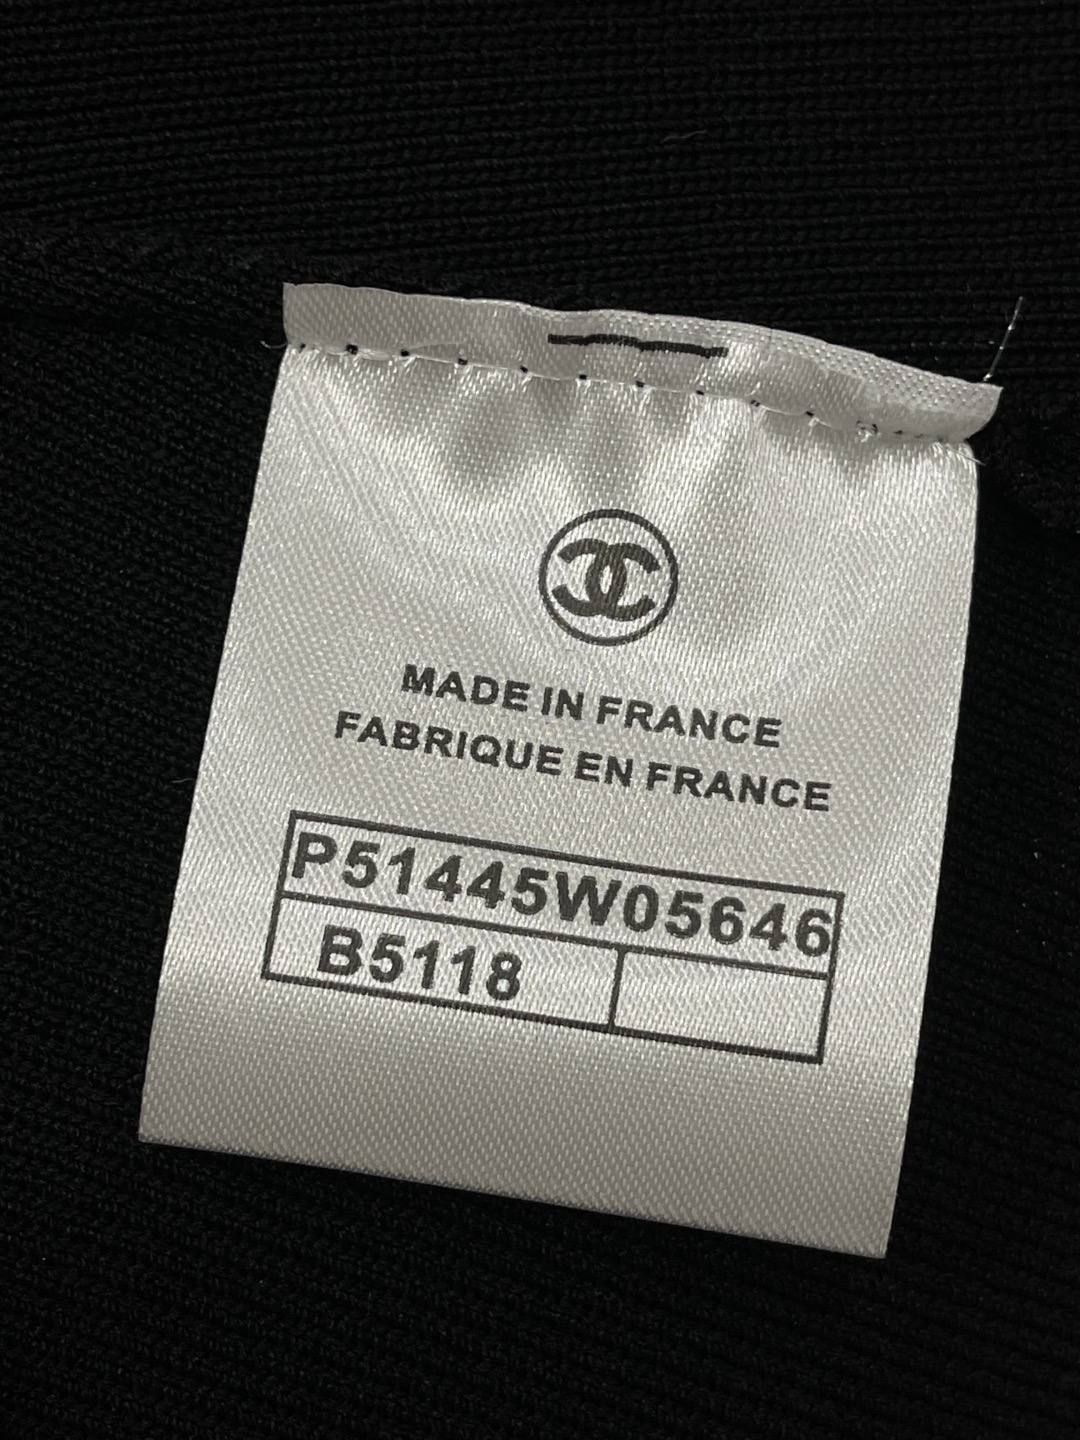 MADE IN FRANCE
FABRIQUE EN FRANCE
P51445W05646
B5118